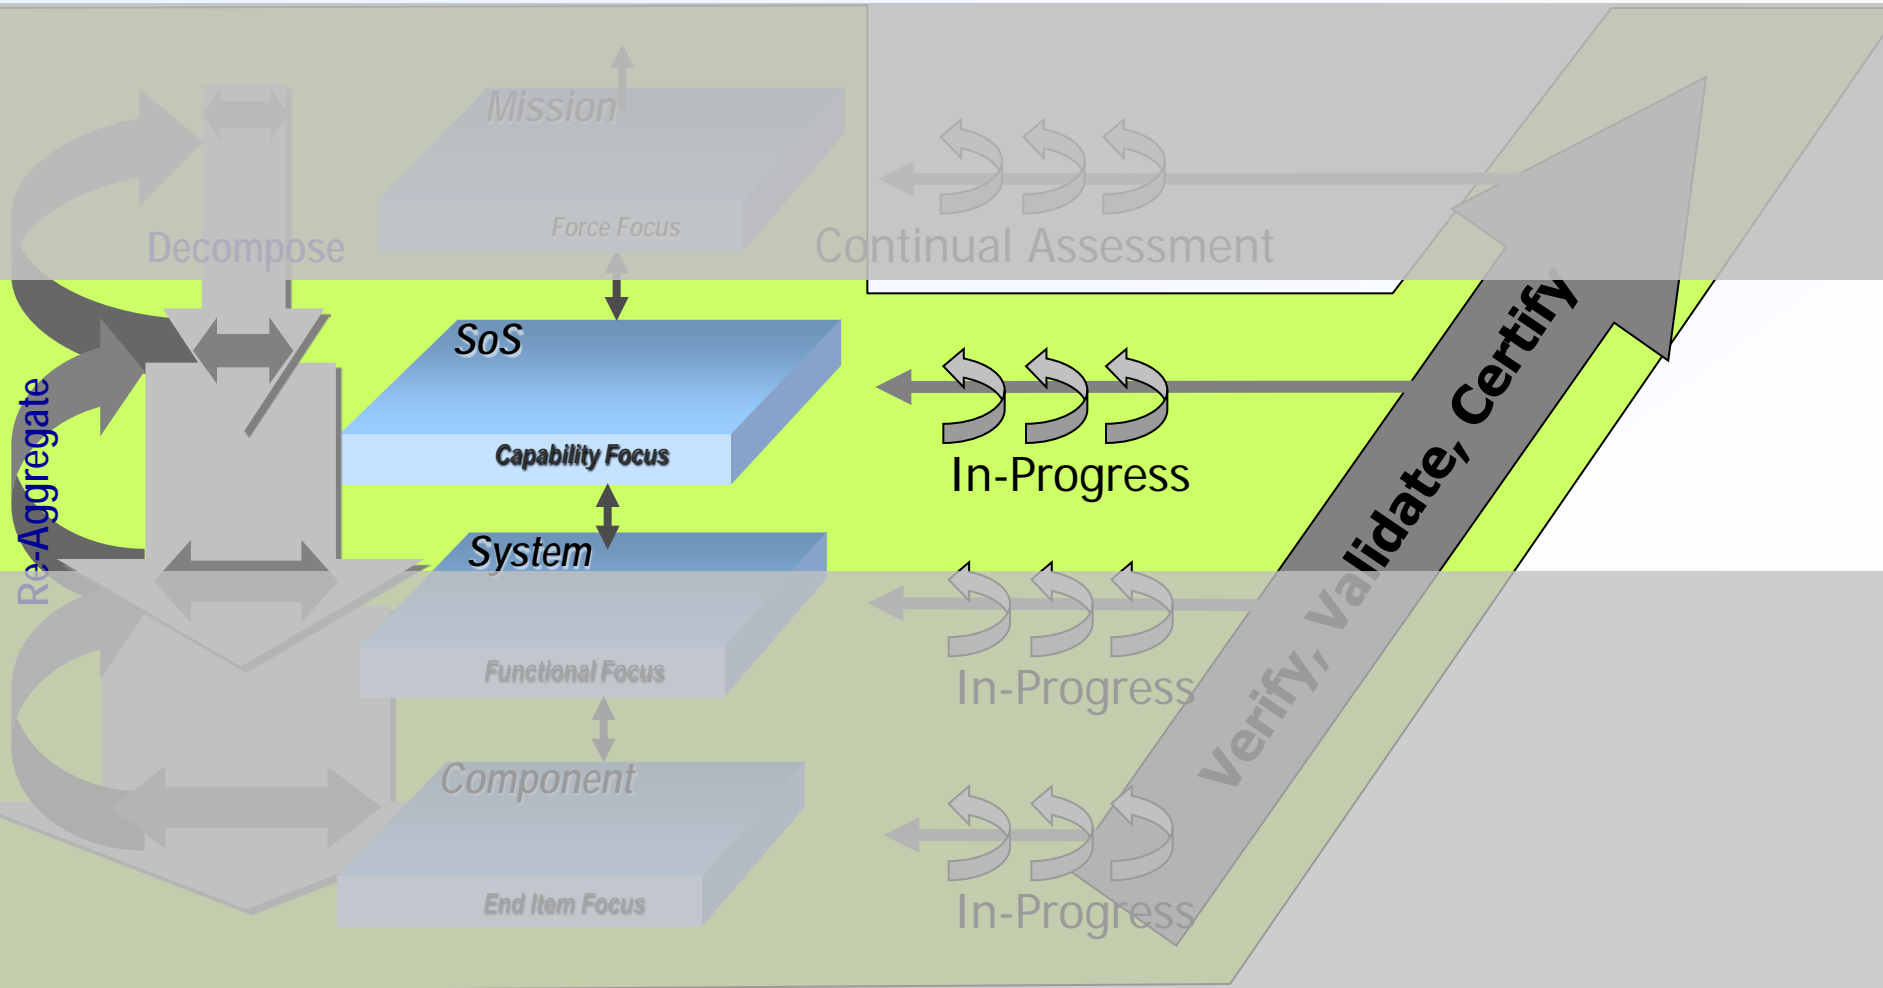 Mission
Force Focus
Decompose
Continual Assessment
SoS
Capability Focus
In-Progress
Re-Aggregate
Verify, Validate, Certify
System
Functional Focus
In-Progress
Component
End Item Focus
In-Progress